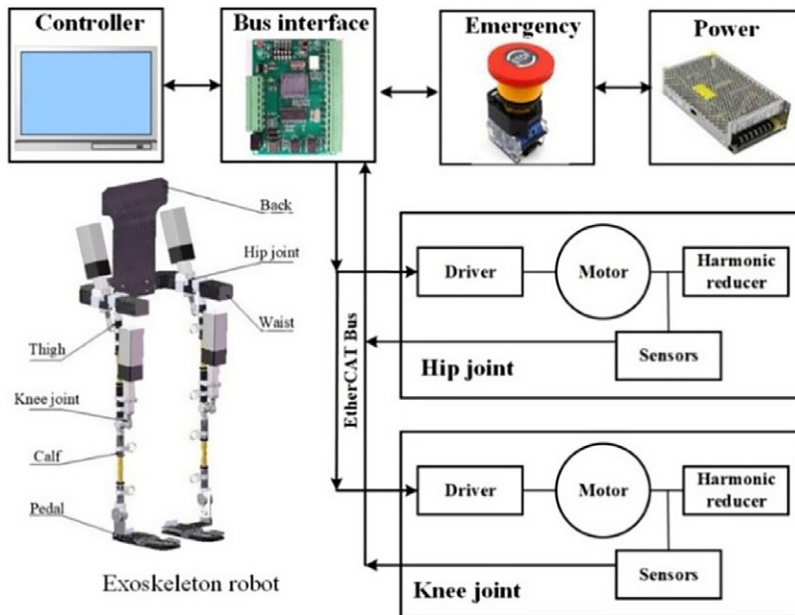 Controller
Bus interface
Emergency
Power
Back
Hip joint
Waist
Thigh
Knee joint
Calf
Pedal
Exoskeleton robot
EtherCAT Bus
Driver
Motor
Harmonic
reducer
Sensors
Hip joint
Driver
Motor
Harmonic
reducer
Sensors
Knee joint